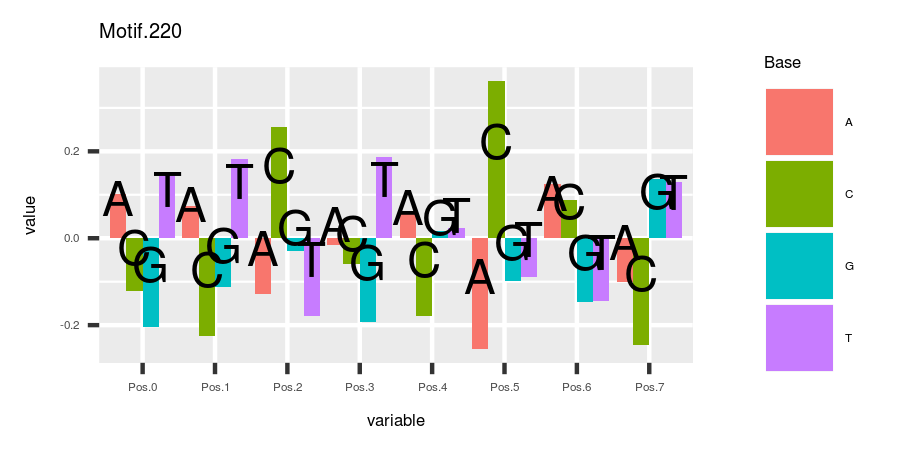 Motif.220
Base
A
C
G
T
value
0.2
0.0
-0.2
A C G T A C G T A C G T A C G T A C G T A C G T A C G T A C G T
Pos.0 Pos.1 Pos.2 Pos.3 Pos.4 Pos.5 Pos.6 Pos.7
variable